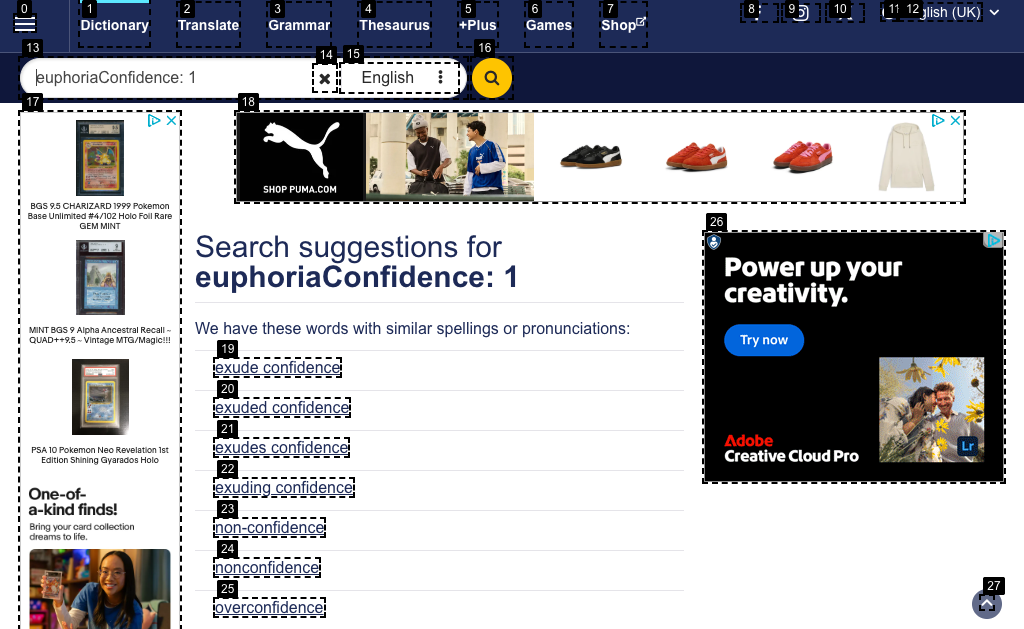 0
1
2
3
4
5
6
7
8
9
10
11
12
Dictionary
Translate
Grammar
Thesaurus
+Plus
Games
Shop
glish (UK)
13
14
15
16
euphoriaConfidence: 1
English
17
18
BGS 9.5 CHARIZARD 1999 Pokemon
Base Unlimited #4/102 Holo Foil Rare
GEM MINT
MINT BGS 9 Alpha Ancestral Recall ~
QUAD++9.5 ~ Vintage MTG/Magic!!!
PSA 10 Pokemon Neo Revelation 1st
Edition Shining Gyarados Holo
One-of-
a-kind finds!
Bring your card collection
dreams to life.
SHOP PUMA.COM
Search suggestions for
euphoriaConfidence: 1
We have these words with similar spellings or pronunciations:
19
exude confidence
20
exuded confidence
21
exudes confidence
22
exuding confidence
23
non-confidence
24
nonconfidence
25
overconfidence
26
Power up your
creativity.
Try now
Adobe
Creative Cloud Pro
Lr
27